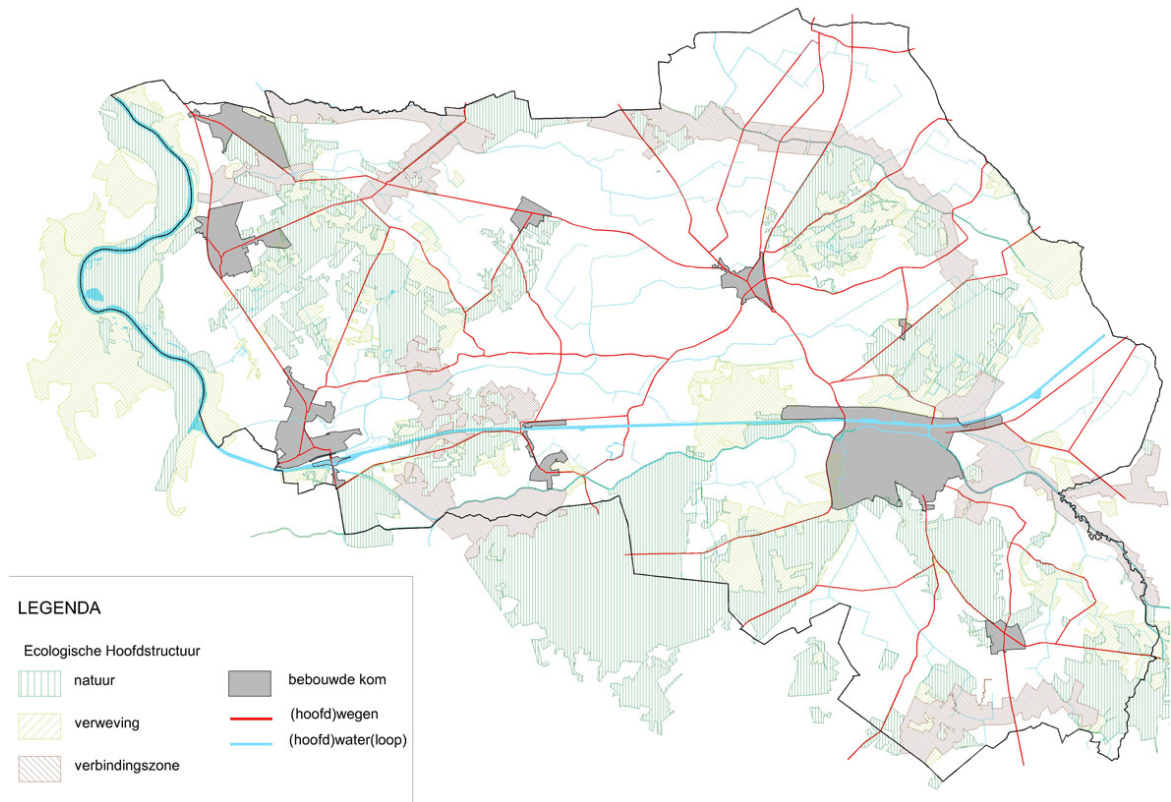 LEGENDA
Ecologische Hoofdstructuur
natuur
verweving
verbindingszone
bebouwde kom
(hoofd)wegen
(hoofd)water(loop)